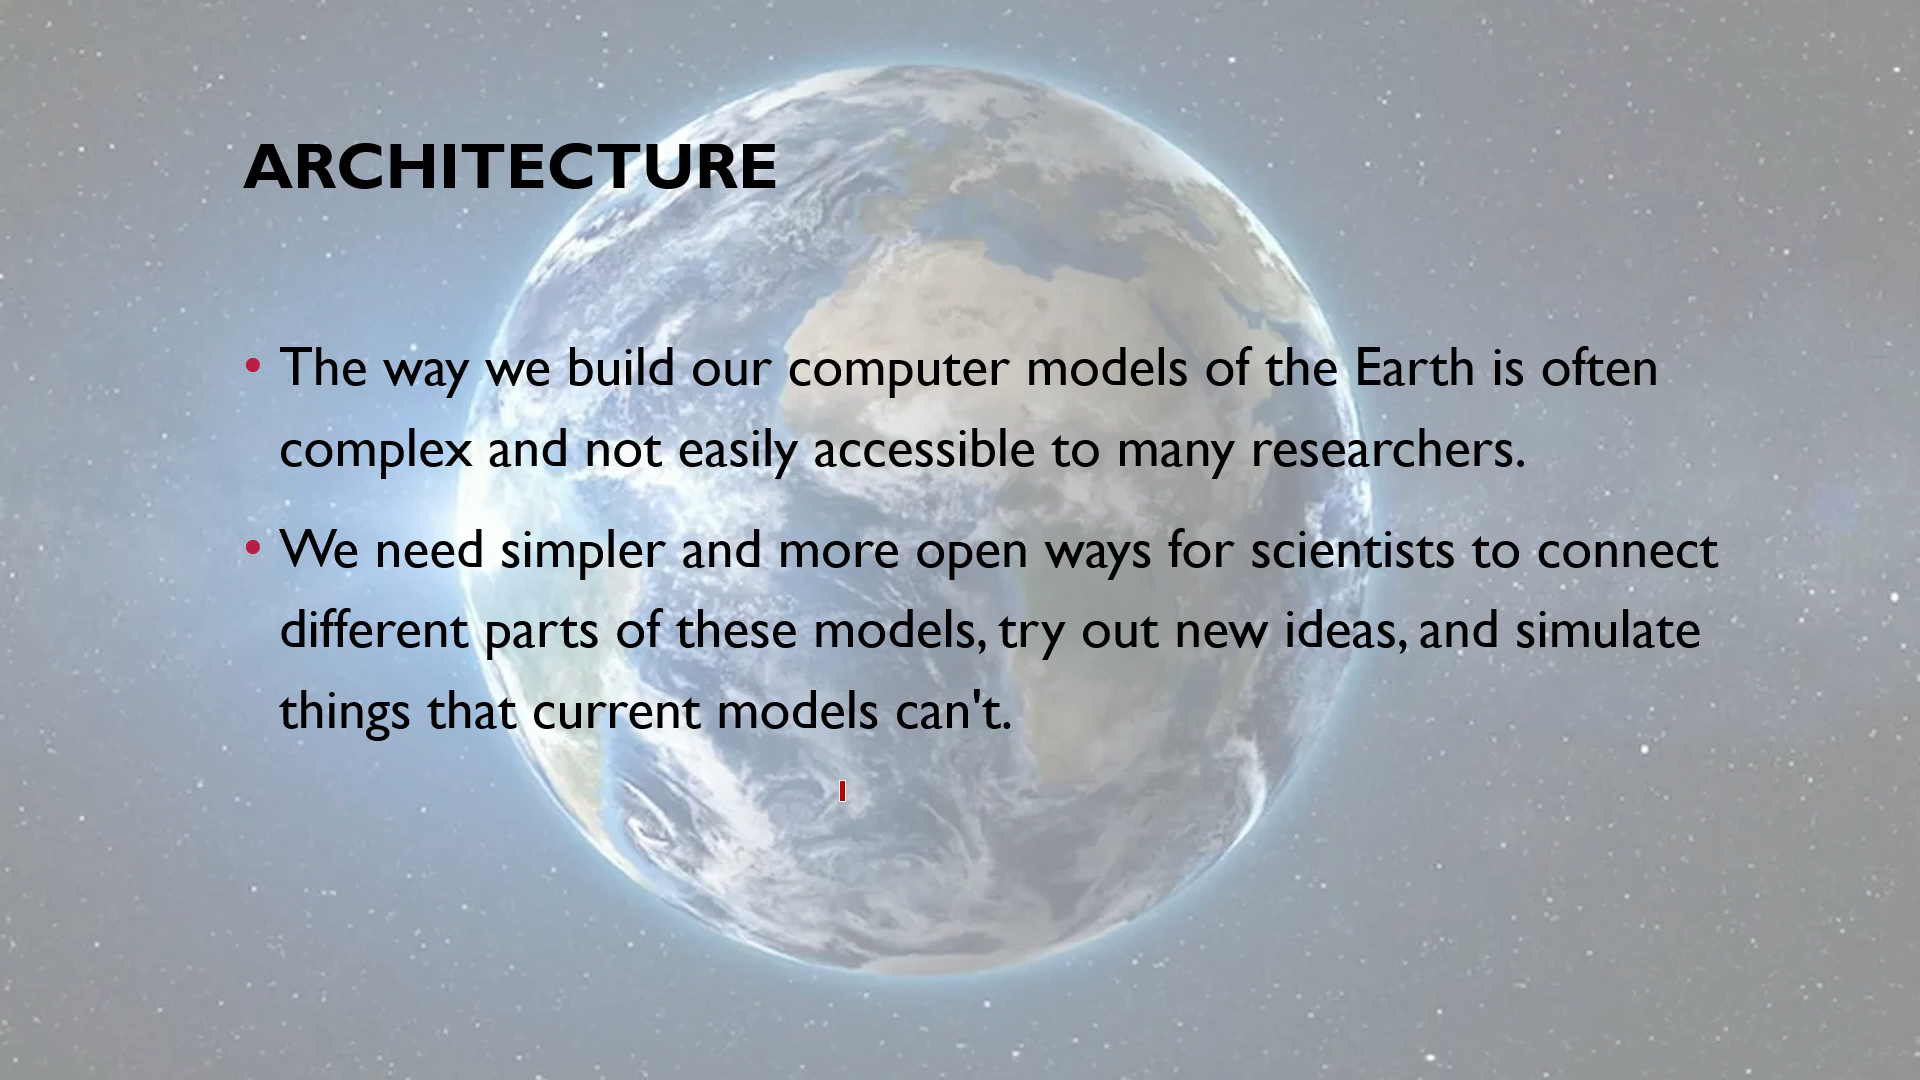 ARCHITECTURE
• The way we build our computer models of the Earth is often
complex and not easily accessible to many researchers.
• We need simpler and more open ways for scientists to connect
different parts of these models, try out new ideas, and simulate
things that current models can't.